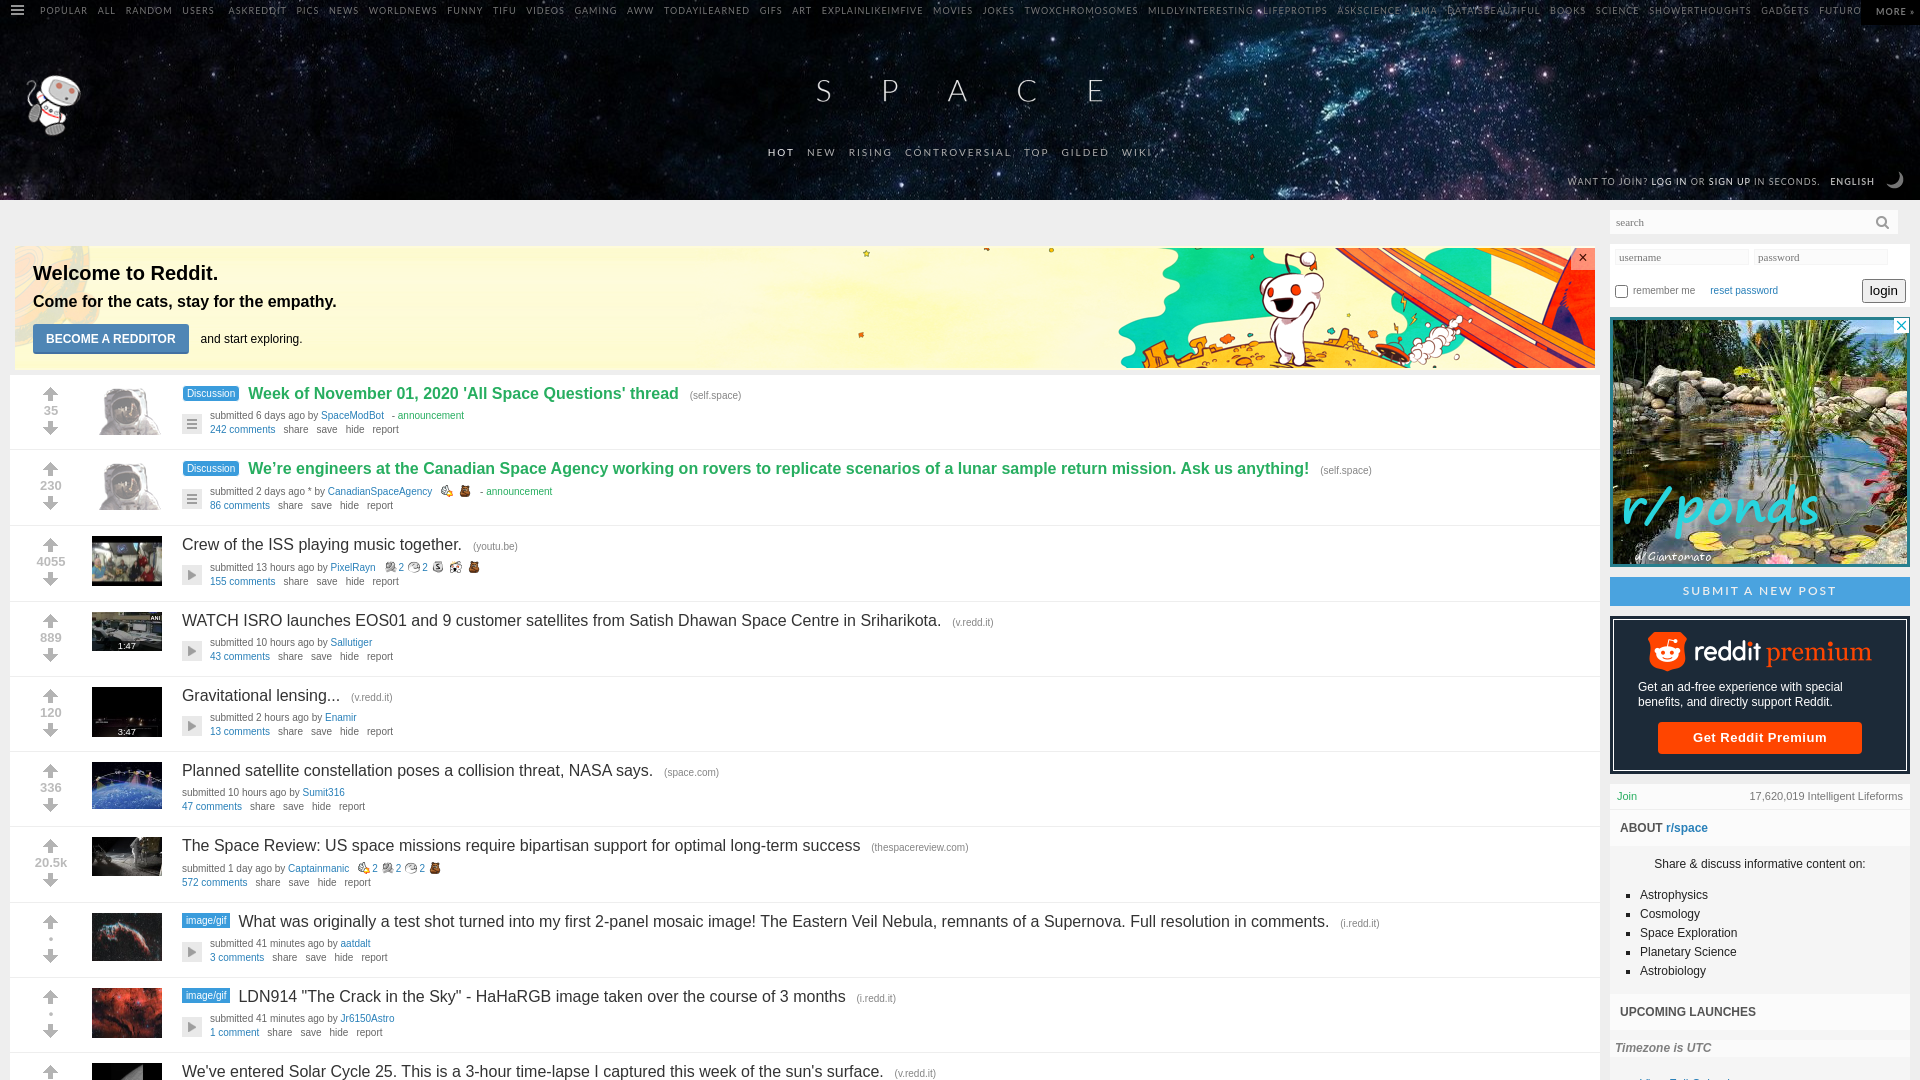 POPULAR ALL RANDOM USERS ASKREDDIT PICS NEWS WORLDNEWS FUNNY TIFU VIDEOS GAMING AWW TODAYILEARNED GIFS ART EXPLAINLIKEIMFIVE MOVIES JOKES TWOXCHROMOSOMES MILDLYINTERESTING LIFEPROTIPS ASKSCIENCE IAMA DATAISBEAUTIFUL BOOKS SCIENCE SHOWERTHOUGHTS GADGETS FUTURO MORE »
S P A C E
HOT NEW RISING CONTROVERSIAL TOP GILDED WIKI
WANT TO JOIN? LOG IN OR SIGN UP IN SECONDS. ENGLISH
search
Welcome to Reddit.
Come for the cats, stay for the empathy.
BECOME A REDDITOR and start exploring.
×
username password
remember me reset password login
35
Discussion Week of November 01, 2020 'All Space Questions' thread (self.space)
submitted 6 days ago by SpaceModBot - announcement
242 comments share save hide report
230
Discussion We’re engineers at the Canadian Space Agency working on rovers to replicate scenarios of a lunar sample return mission. Ask us anything! (self.space)
submitted 2 days ago * by CanadianSpaceAgency - announcement
86 comments share save hide report
4055
Crew of the ISS playing music together. (youtu.be)
submitted 13 hours ago by PixelRayn 2 2
155 comments share save hide report
889
1:47
WATCH ISRO launches EOS01 and 9 customer satellites from Satish Dhawan Space Centre in Sriharikota. (v.redd.it)
submitted 10 hours ago by Sallutiger
43 comments share save hide report
120
3:47
Gravitational lensing... (v.redd.it)
submitted 2 hours ago by Enamir
13 comments share save hide report
336
Planned satellite constellation poses a collision threat, NASA says. (space.com)
submitted 10 hours ago by Sumit316
47 comments share save hide report
20.5k
The Space Review: US space missions require bipartisan support for optimal long-term success (thespacereview.com)
submitted 1 day ago by Captainmanic 2 2 2
572 comments share save hide report
•
image/gif What was originally a test shot turned into my first 2-panel mosaic image! The Eastern Veil Nebula, remnants of a Supernova. Full resolution in comments. (i.redd.it)
submitted 41 minutes ago by aatdalt
3 comments share save hide report
•
image/gif LDN914 "The Crack in the Sky" - HaHaRGB image taken over the course of 3 months (i.redd.it)
submitted 41 minutes ago by Jr6150Astro
1 comment share save hide report
We've entered Solar Cycle 25. This is a 3-hour time-lapse I captured this week of the sun's surface. (v.redd.it)
r/ponds
u/Giantomato
SUBMIT A NEW POST
reddit premium
Get an ad-free experience with special
benefits, and directly support Reddit.
Get Reddit Premium
Join 17,620,019 Intelligent Lifeforms
ABOUT r/space
Share & discuss informative content on:
Astrophysics
Cosmology
Space Exploration
Planetary Science
Astrobiology
UPCOMING LAUNCHES
Timezone is UTC